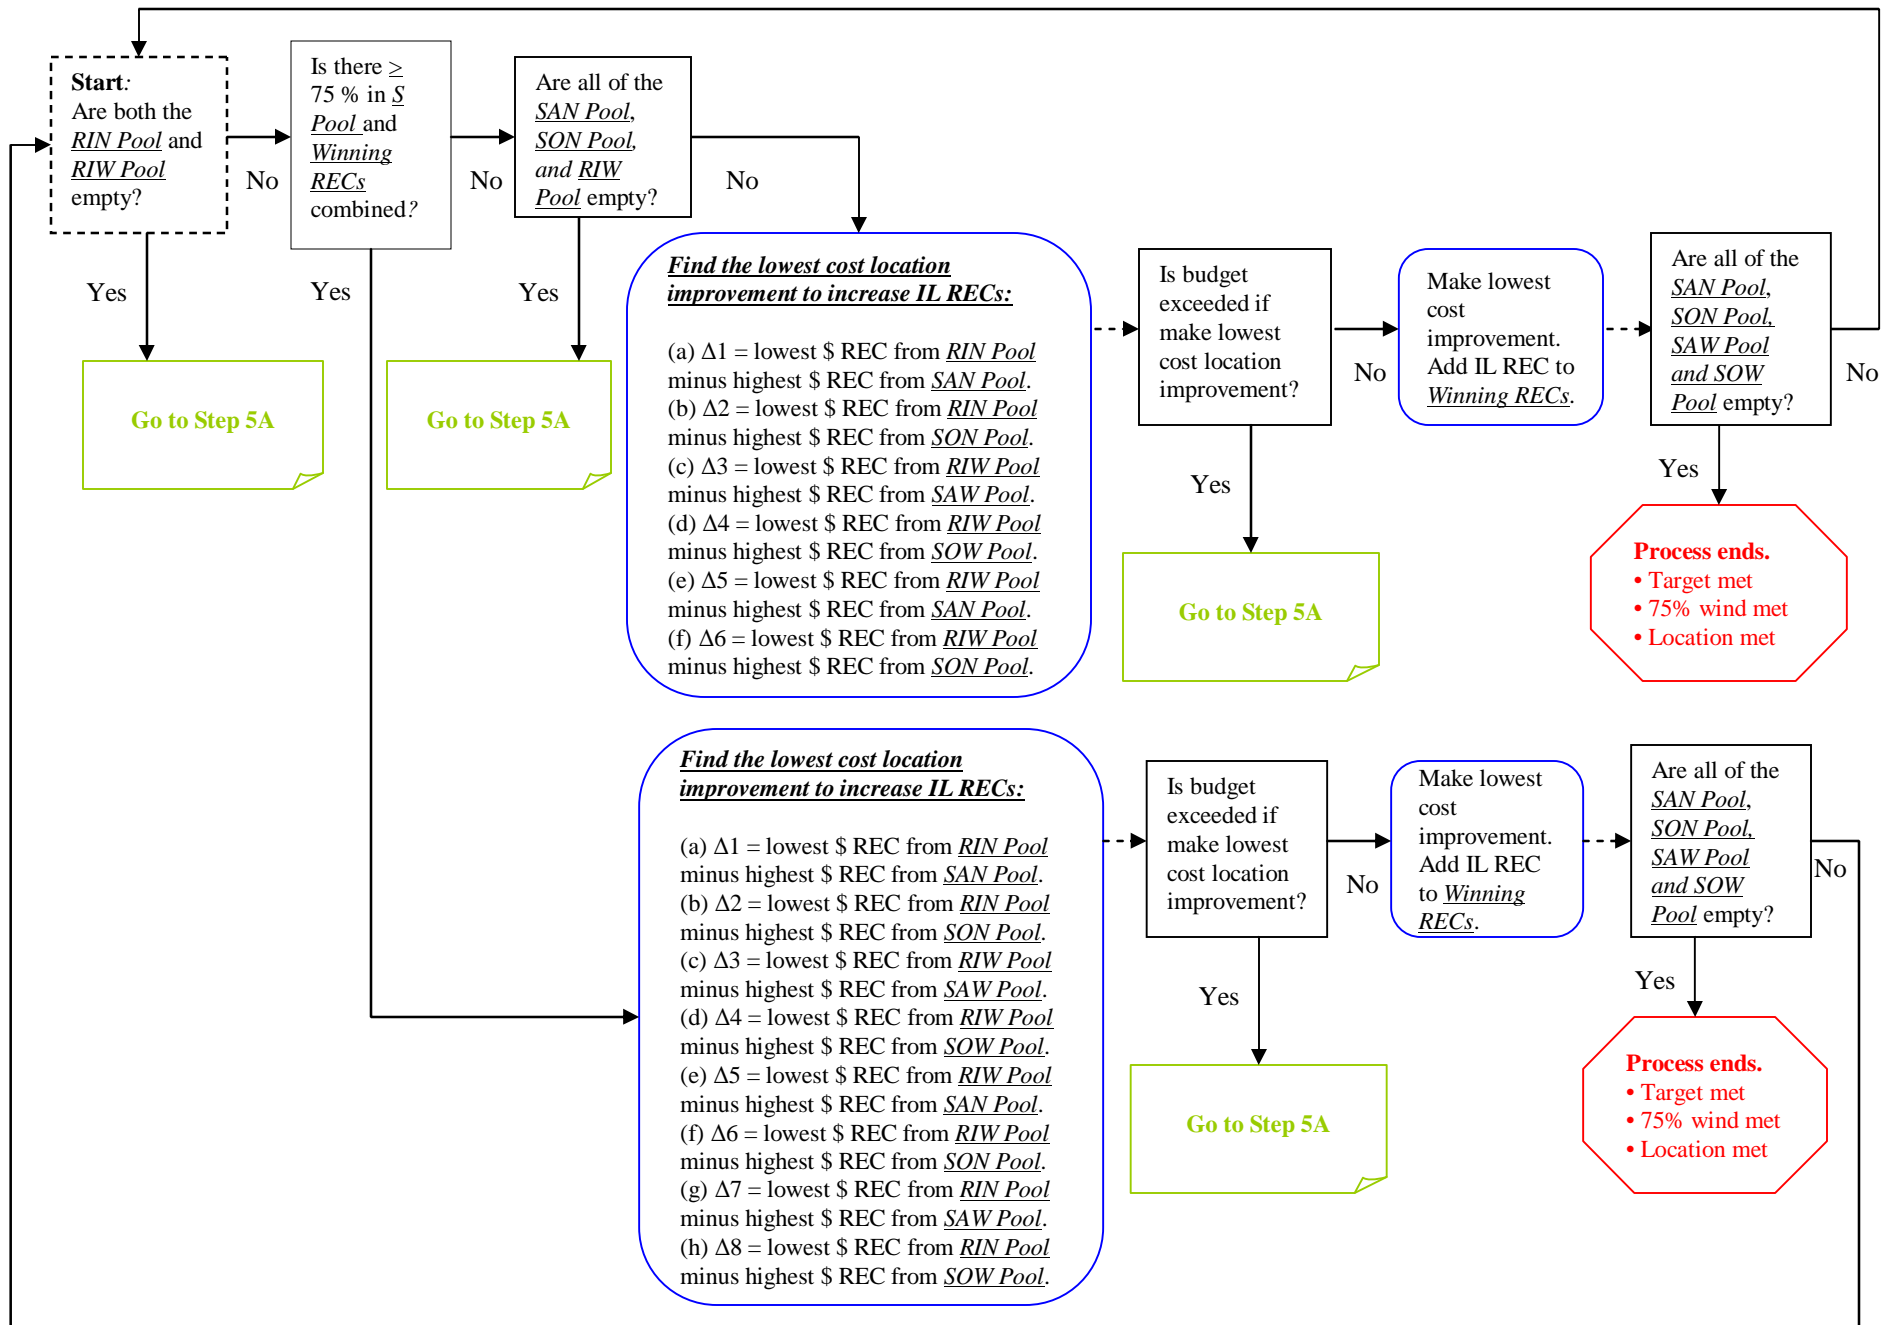 Start:
Are both the
RIN Pool and
RIW Pool
empty?
No
Yes
Go to Step 5A
Is there ≥
75 % in S
Pool and
Winning
RECs
combined?
No
Yes
Are all of the
SAN Pool,
SON Pool,
and RIW
Pool empty?
No
Yes
Go to Step 5A
Find the lowest cost location
improvement to increase IL RECs:
(a) Δ1 = lowest $ REC from RIN Pool
minus highest $ REC from SAN Pool.
(b) Δ2 = lowest $ REC from RIN Pool
minus highest $ REC from SON Pool.
(c) Δ3 = lowest $ REC from RIW Pool
minus highest $ REC from SAW Pool.
(d) Δ4 = lowest $ REC from RIW Pool
minus highest $ REC from SOW Pool.
(e) Δ5 = lowest $ REC from RIW Pool
minus highest $ REC from SAN Pool.
(f) Δ6 = lowest $ REC from RIW Pool
minus highest $ REC from SON Pool.
Is budget
exceeded if
make lowest
cost location
improvement?
No
Yes
Go to Step 5A
Make lowest
cost
improvement.
Add IL REC to
Winning RECs.
Are all of the
SAN Pool,
SON Pool,
SAW Pool
and SOW
Pool empty?
No
Yes
Process ends.
• Target met
• 75% wind met
• Location met
Find the lowest cost location
improvement to increase IL RECs:
(a) Δ1 = lowest $ REC from RIN Pool
minus highest $ REC from SAN Pool.
(b) Δ2 = lowest $ REC from RIN Pool
minus highest $ REC from SON Pool.
(c) Δ3 = lowest $ REC from RIW Pool
minus highest $ REC from SAW Pool.
(d) Δ4 = lowest $ REC from RIW Pool
minus highest $ REC from SOW Pool.
(e) Δ5 = lowest $ REC from RIW Pool
minus highest $ REC from SAN Pool.
(f) Δ6 = lowest $ REC from RIW Pool
minus highest $ REC from SON Pool.
(g) Δ7 = lowest $ REC from RIN Pool
minus highest $ REC from SAW Pool.
(h) Δ8 = lowest $ REC from RIN Pool
minus highest $ REC from SOW Pool.
Is budget
exceeded if
make lowest
cost location
improvement?
No
Yes
Go to Step 5A
Make lowest
cost
improvement.
Add IL REC
to Winning
RECs.
Are all of the
SAN Pool,
SON Pool,
SAW Pool
and SOW
Pool empty?
No
Yes
Process ends.
• Target met
• 75% wind met
• Location met